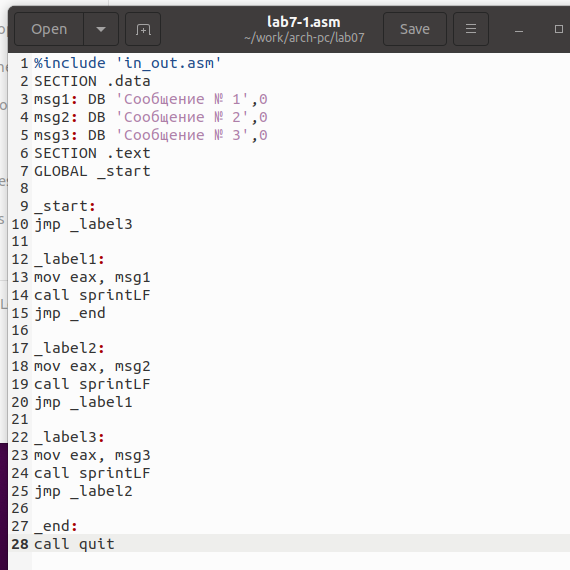 Open
lab7-1.asm
~/work/arch-pc/lab07
Save
1 %include 'in_out.asm'
2 SECTION .data
3 msg1: DB 'Сообщение № 1',0
4 msg2: DB 'Сообщение № 2',0
5 msg3: DB 'Сообщение № 3',0
6 SECTION .text
7 GLOBAL _start
8
9 _start:
10 jmp _label3
11
12 _label1:
13 mov eax, msg1
14 call sprintLF
15 jmp _end
16
17 _label2:
18 mov eax, msg2
19 call sprintLF
20 jmp _label1
21
22 _label3:
23 mov eax, msg3
24 call sprintLF
25 jmp _label2
26
27 _end:
28 call quit